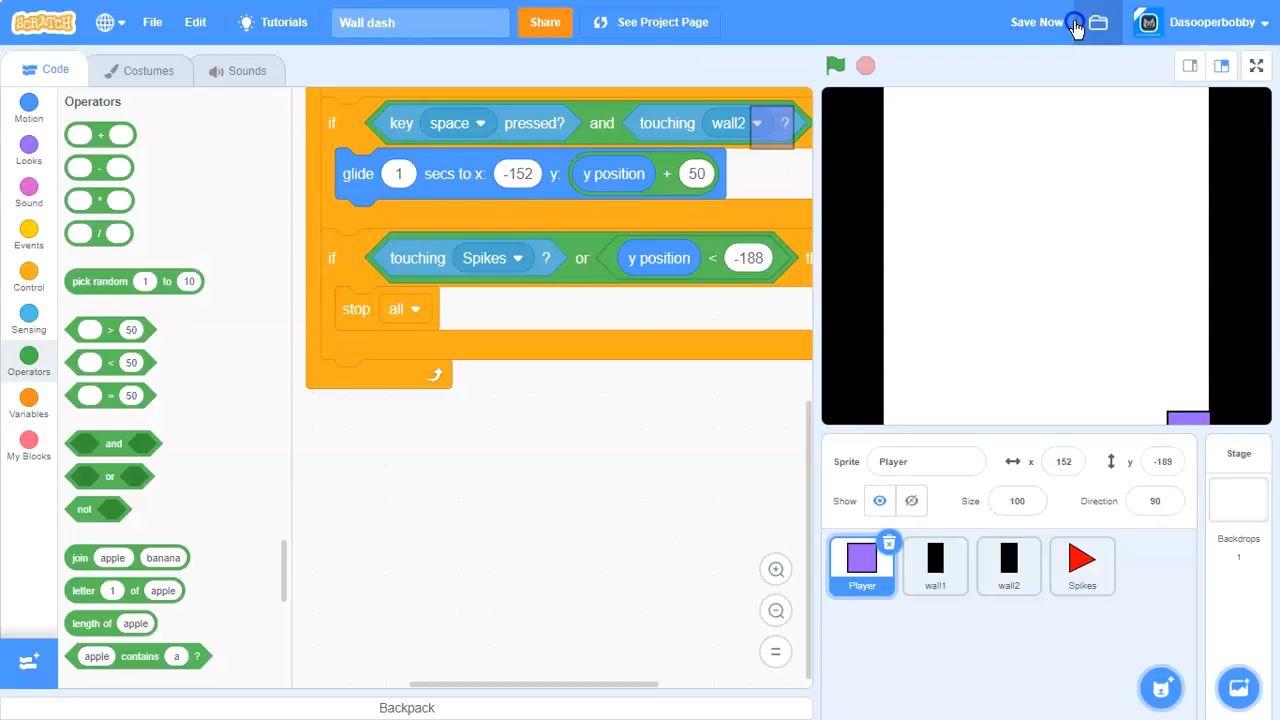 SCRATCH File Edit Tutorials Wall dash Share See Project Page Save Now Dasooperbobby
Code Costumes Sounds
Motion
Looks
Sound
Events
Control
Sensing
Operators
Variables
My Blocks
Operators
+
-
*
/
pick random 1 to 10
> 50
< 50
= 50
and
or
not
join apple banana
letter 1 of apple
length of apple
apple contains a ?
if key space pressed? and touching wall2 ?
glide 1 secs to x: -152 y: y position + 50
if touching Spikes ? or y position < -188
stop all
=
Backpack
Sprite Player x 152 y -189
Show Size 100 Direction 90
Player wall1 wall2 Spikes
Stage
Backdrops
1